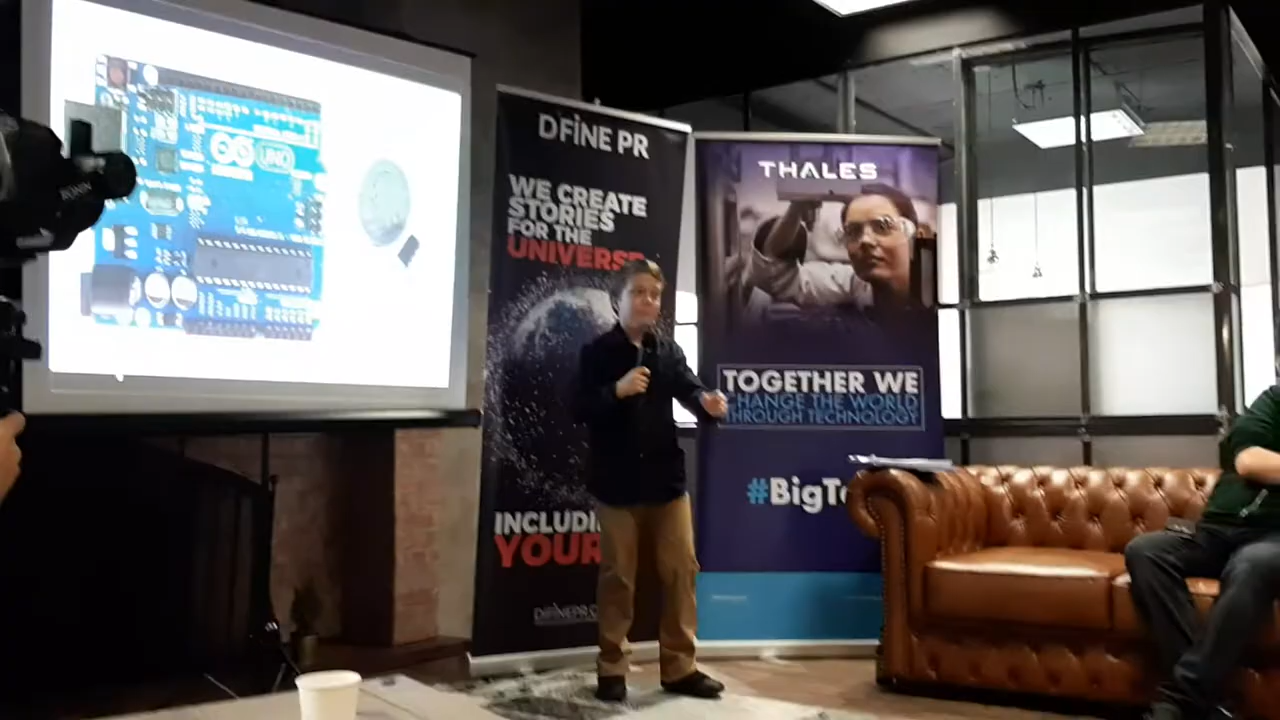 UNO
DFiNE PR
WE CREATE
STORIES
FOR THE
UNIVERSE
INCLUDI
YOUR
THALES
TOGETHER WE
CHANGE THE WORLD
THROUGH TECHNOLOGY
#BigTe